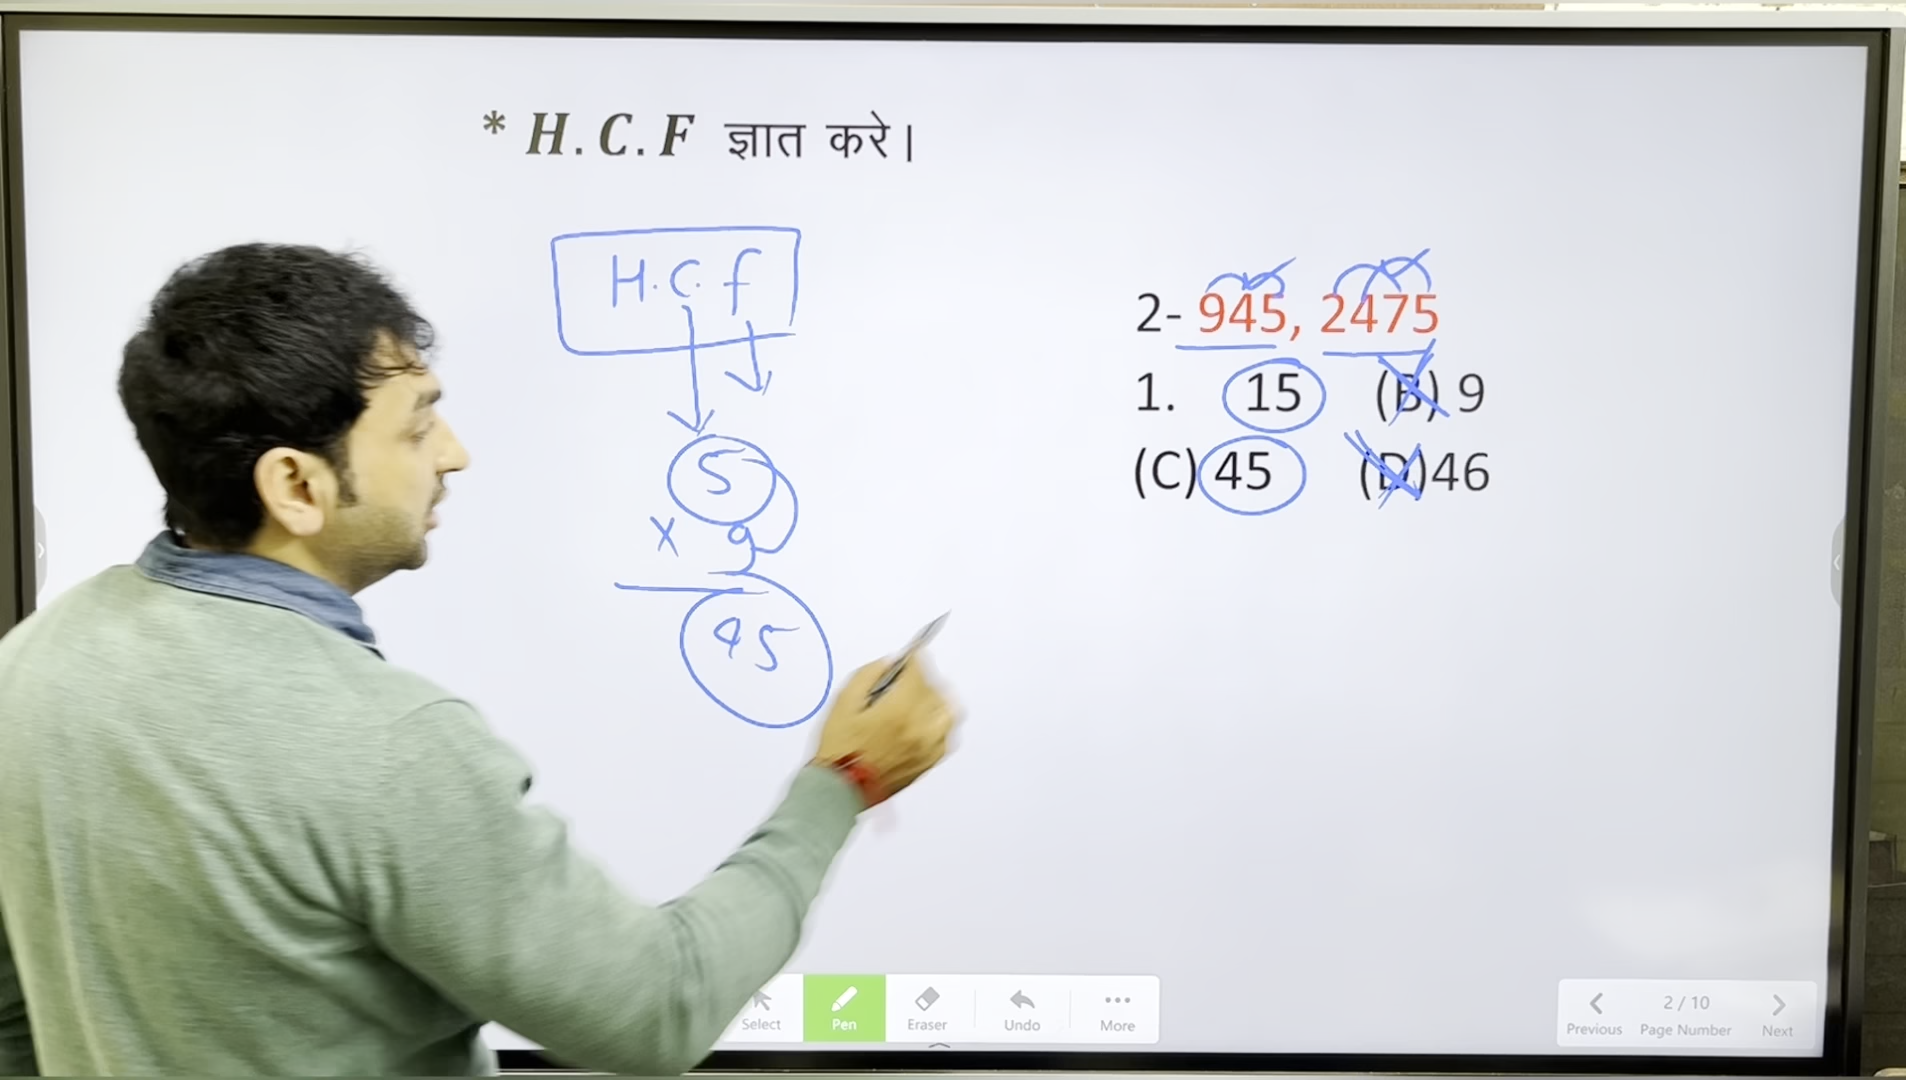 * H.C.F ज्ञात करे।
H.C.f
5
x 9
45
2- 945, 2475
1. 15 (B) 9
(C) 45 (D)46
Select Pen Eraser Undo More
2 / 10
Previous Page Number Next